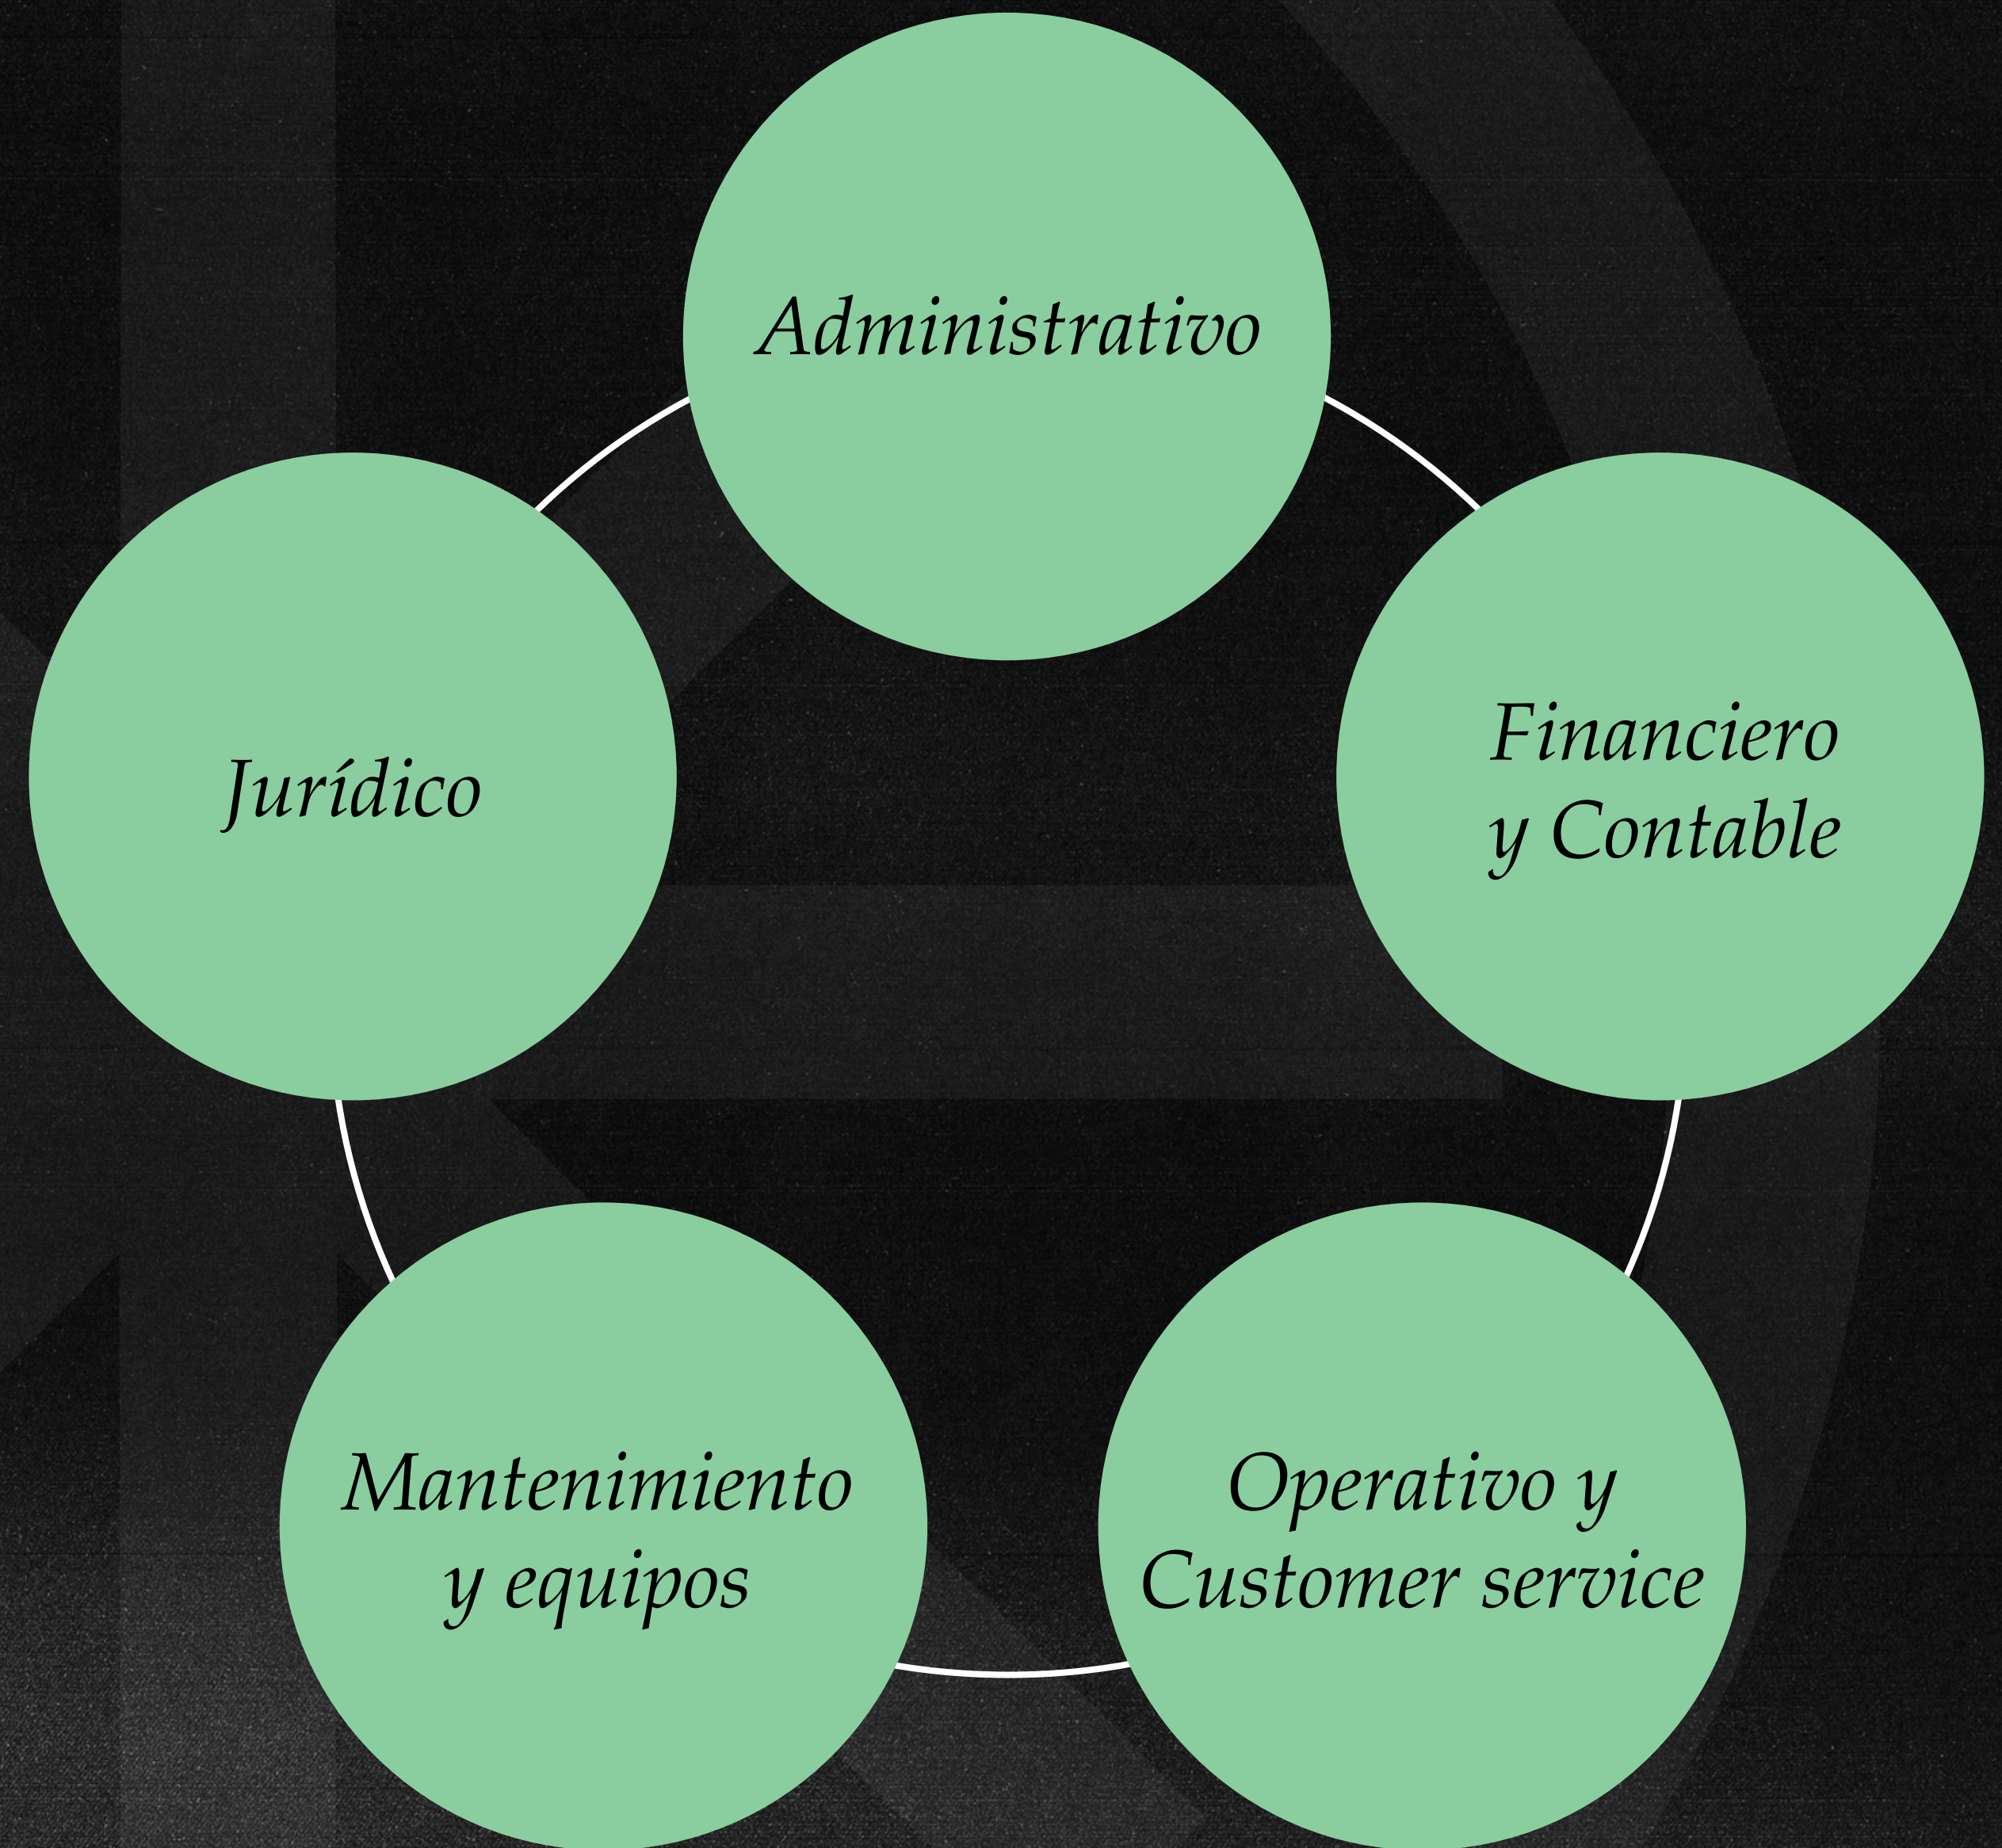 Administrativo
Jurídico
Financiero
y Contable
Mantenimiento
y equipos
Operativo y
Customer service